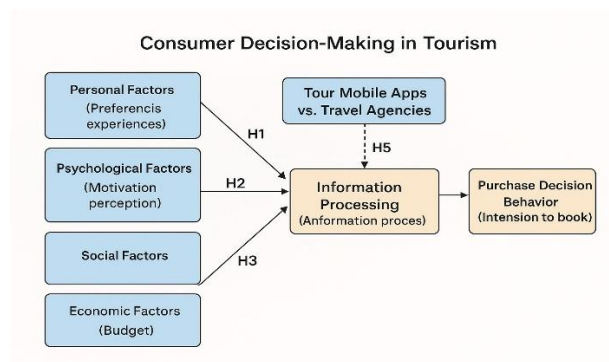 Consumer Decision-Making in Tourism
Personal Factors
(Preferencis
experiences)
Tour Mobile Apps
vs. Travel Agencies
H1
H5
Psychological Factors
(Motivation
perception)
H2
Information
Processing
(Anformation proces)
Purchase Decision
Behavior
(Intension to book)
Social Factors
H3
Economic Factors
(Budget)